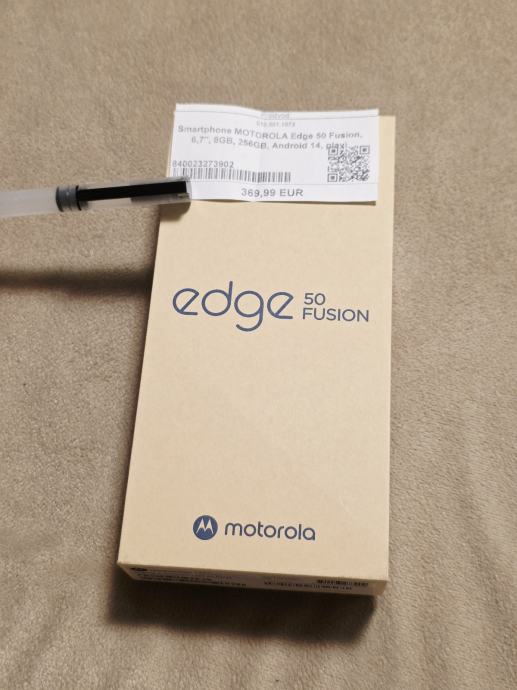 Smartphone MOTOROLA Edge 50 Fusion,
6,7", 8GB, 256GB, Android 14, plavi
840023273902
369,99 EUR
edge 50
FUSION
motorola